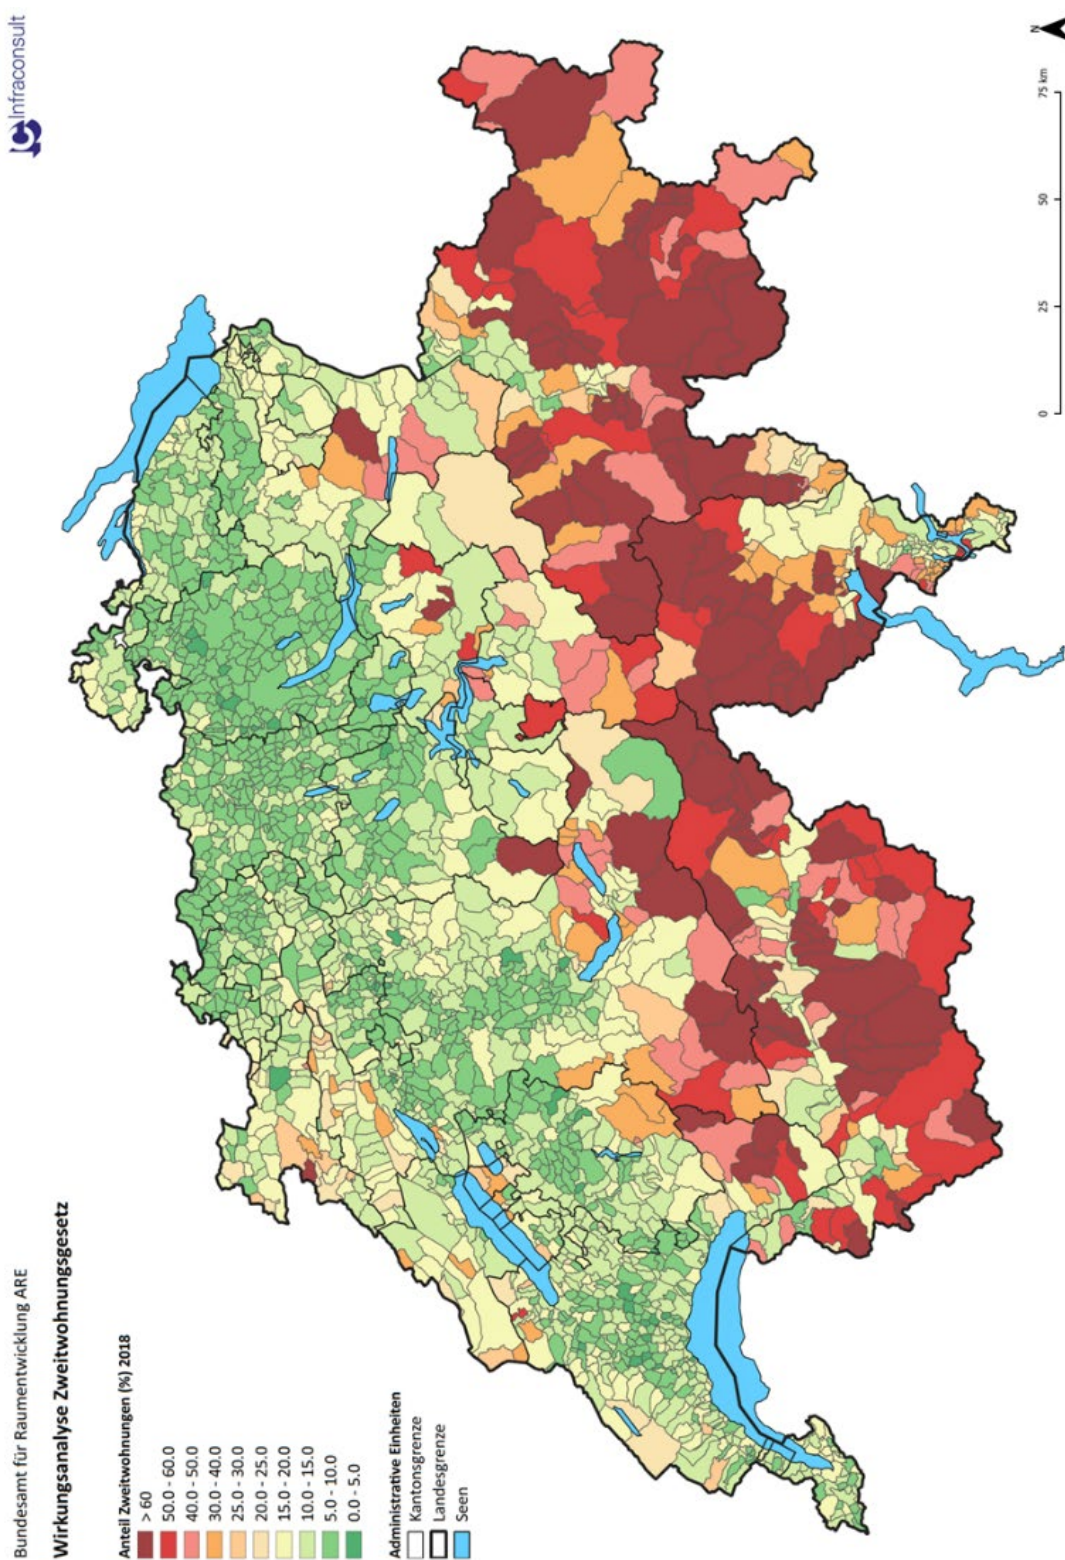 Bundesamt für Raumentwicklung ARE
Infraconsult
Wirkungsanalyse Zweitwohnungsgesetz
Anteil Zweitwohnungen (%) 2018
> 60
50.0 - 60.0
40.0 - 50.0
30.0 - 40.0
25.0 - 30.0
20.0 - 25.0
15.0 - 20.0
10.0 - 15.0
5.0 - 10.0
0.0 - 5.0
Administrative Einheiten
Kantonsgrenze
Landesgrenze
Seen
0 25 50 75 km
N